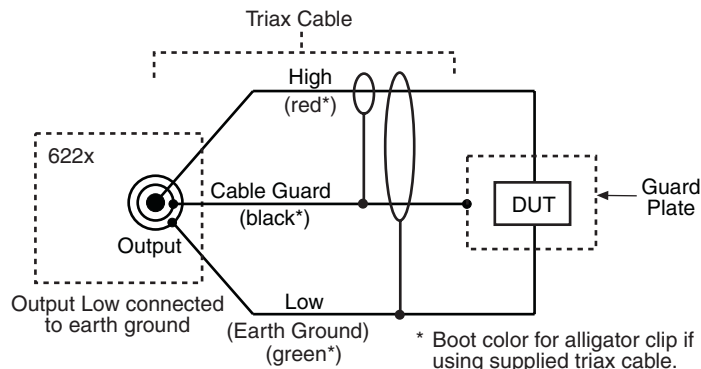 Triax Cable
High
(red*)
622x
Cable Guard
(black*)
DUT
Guard
Plate
Output
Output Low connected
to earth ground
Low
(Earth Ground)
(green*)
* Boot color for alligator clip if
using supplied triax cable.